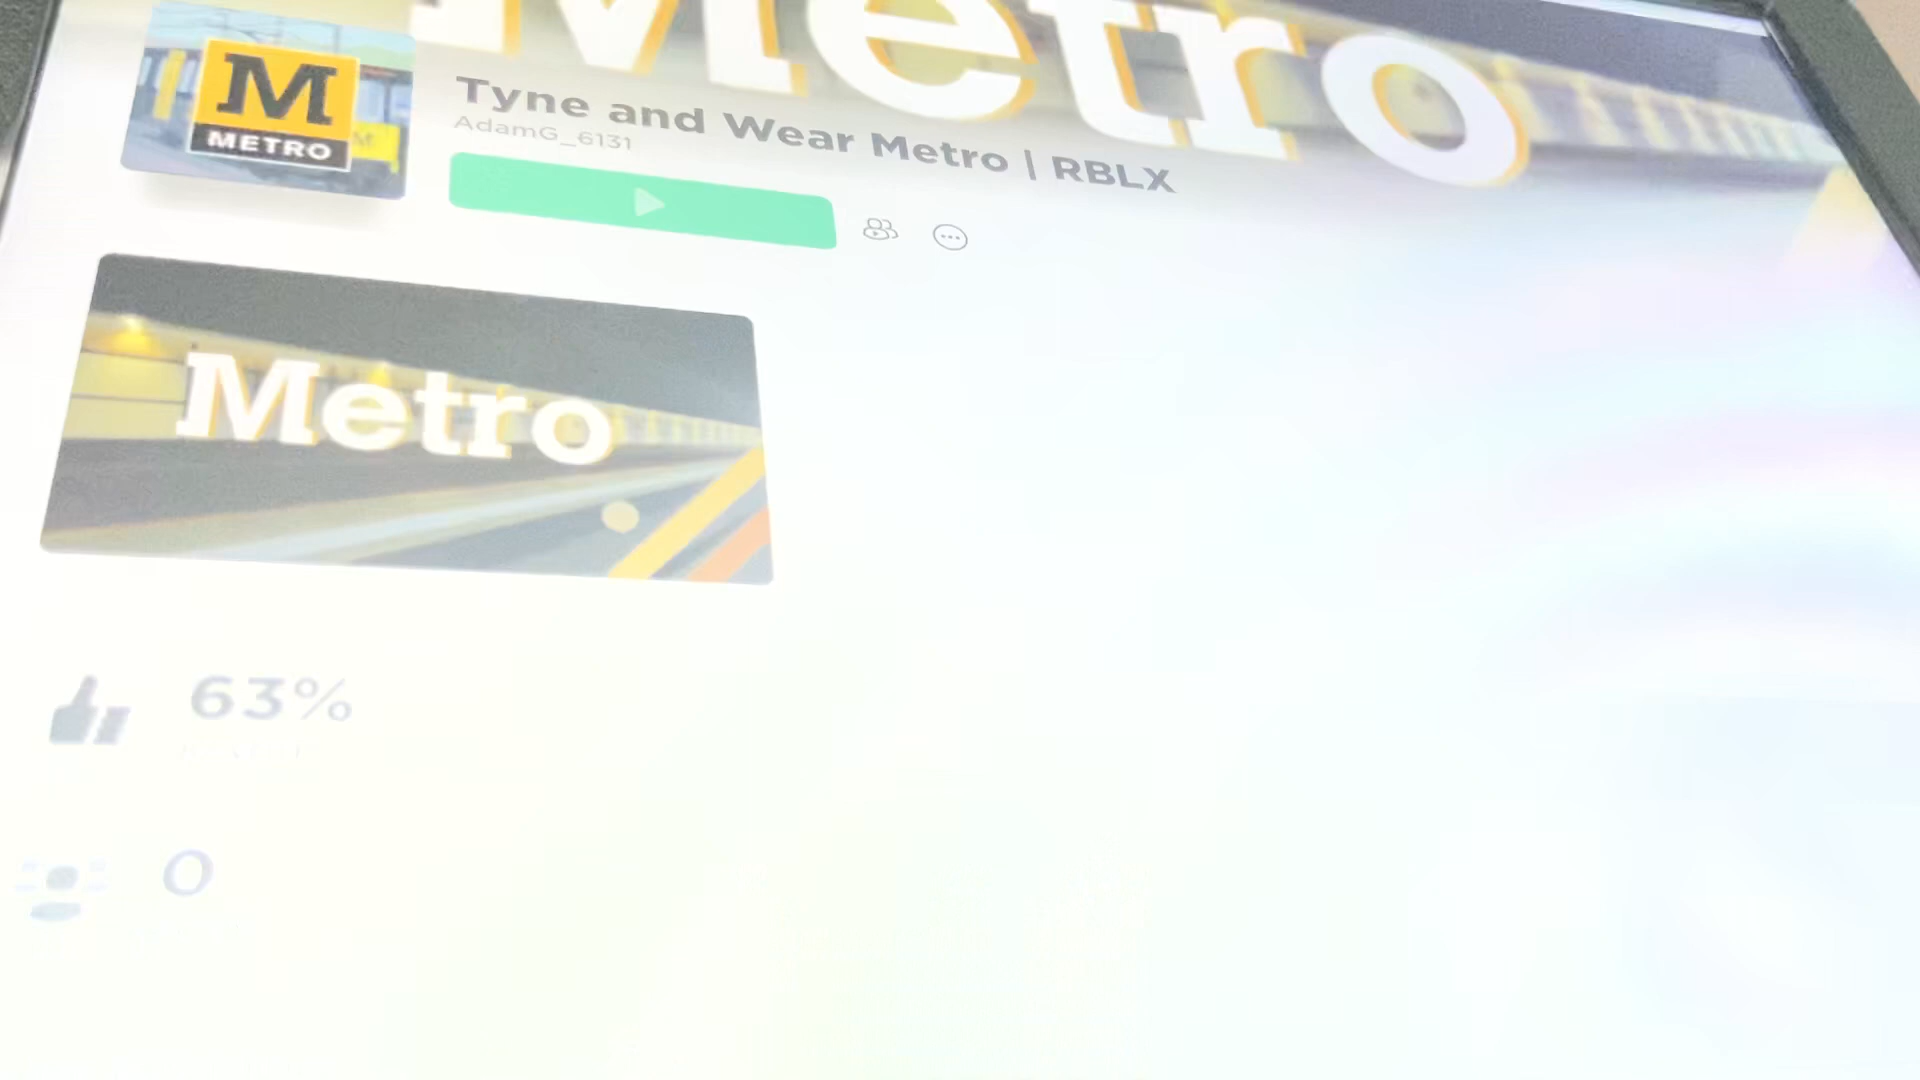 Metro
M
METRO
Tyne and Wear Metro | RBLX
AdamG_6131
Metro
63%
0